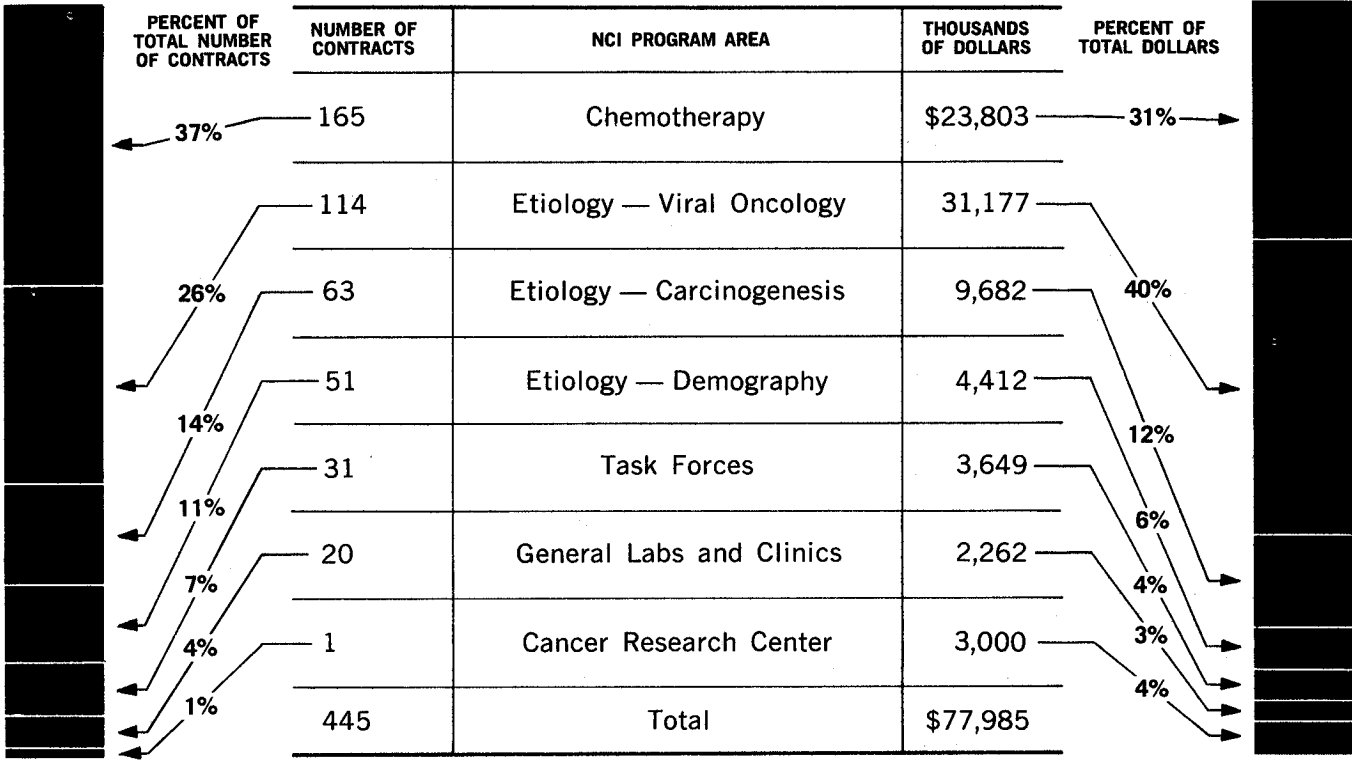 PERCENT OF
TOTAL NUMBER
OF CONTRACTS
NUMBER OF
CONTRACTS
NCI PROGRAM AREA
THOUSANDS
OF DOLLARS
PERCENT OF
TOTAL DOLLARS
37% 165 Chemotherapy $23,803 31%
26% 114 Etiology — Viral Oncology 31,177 40%
14% 63 Etiology — Carcinogenesis 9,682 12%
11% 51 Etiology — Demography 4,412 6%
7% 31 Task Forces 3,649 4%
4% 20 General Labs and Clinics 2,262 3%
1% 1 Cancer Research Center 3,000 4%
445 Total $77,985